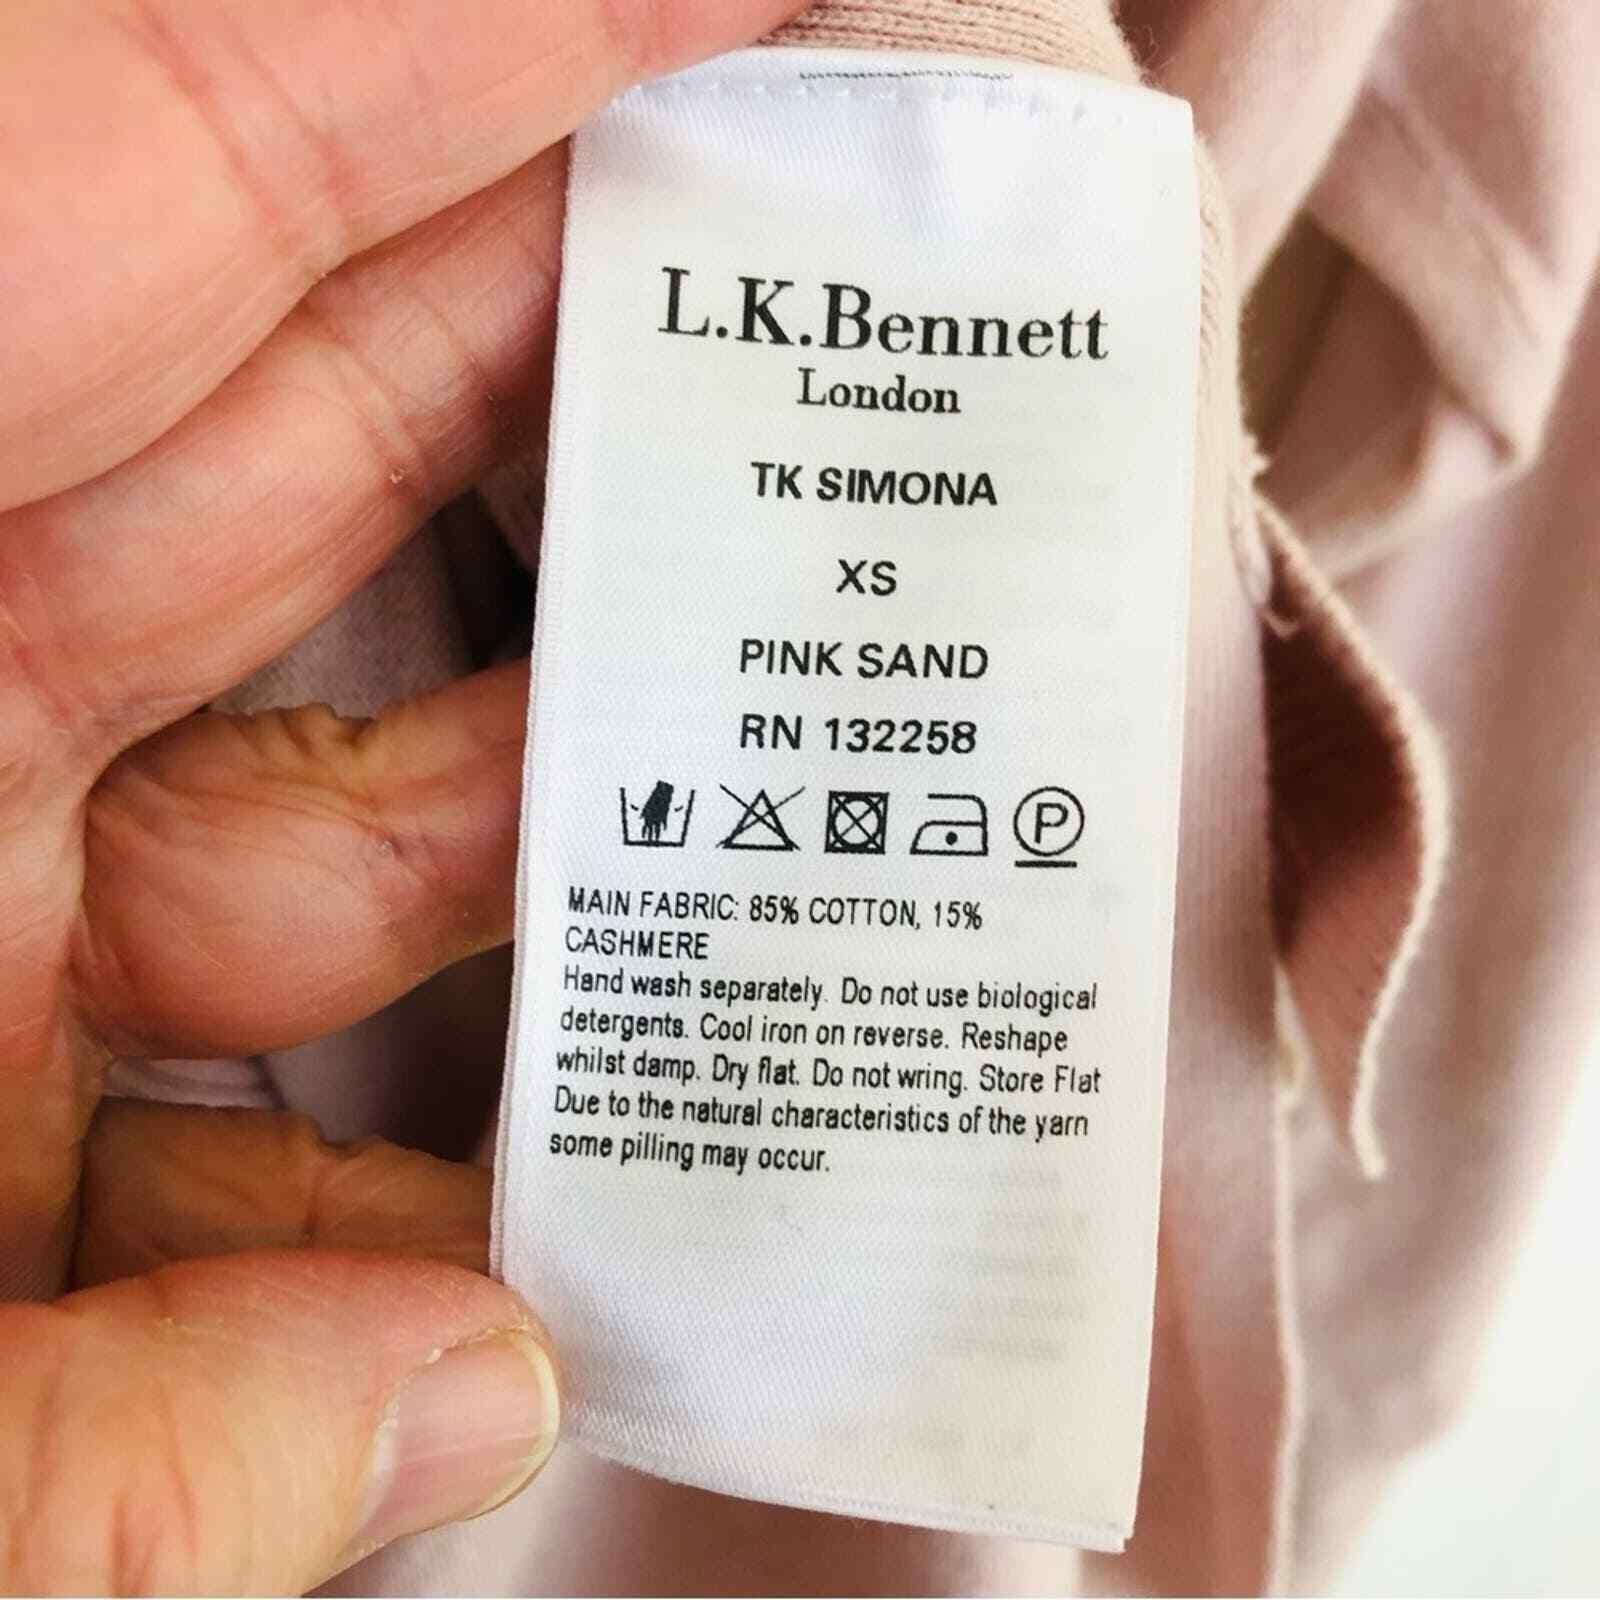 L.K.Bennett
London
TK SIMONA
XS
PINK SAND
RN 132258
P
MAIN FABRIC: 85% COTTON, 15%
CASHMERE
Hand wash separately. Do not use biological
detergents. Cool iron on reverse. Reshape
whilst damp. Dry flat. Do not wring. Store Flat
Due to the natural characteristics of the yarn
some pilling may occur.